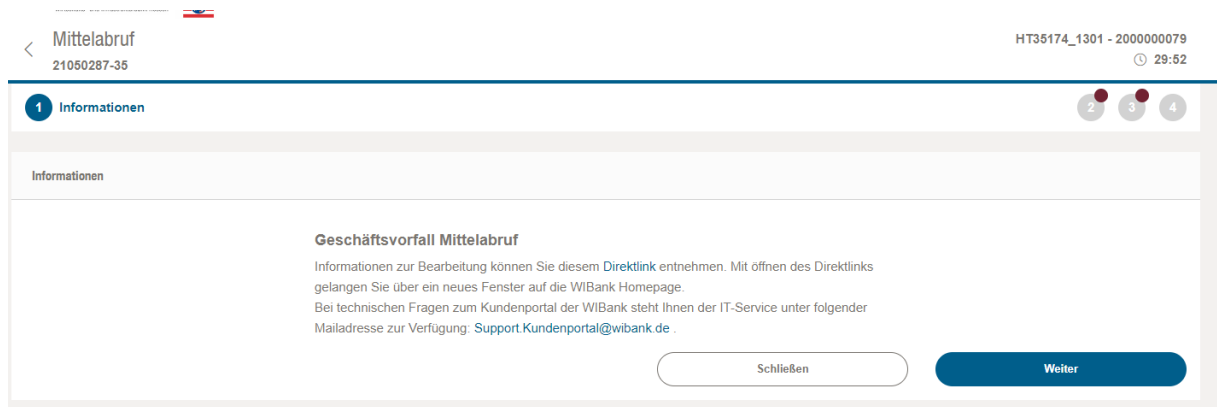 Mittelabruf
21050287-35
HT35174_1301 - 2000000079
29:52
1 Informationen
2 3 4
Informationen
Geschäftsvorfall Mittelabruf
Informationen zur Bearbeitung können Sie diesem Direktlink entnehmen. Mit öffnen des Direktlinks
gelangen Sie über ein neues Fenster auf die WIBank Homepage.
Bei technischen Fragen zum Kundenportal der WIBank steht Ihnen der IT-Service unter folgender
Mailadresse zur Verfügung: Support.Kundenportal@wibank.de .
Schließen
Weiter